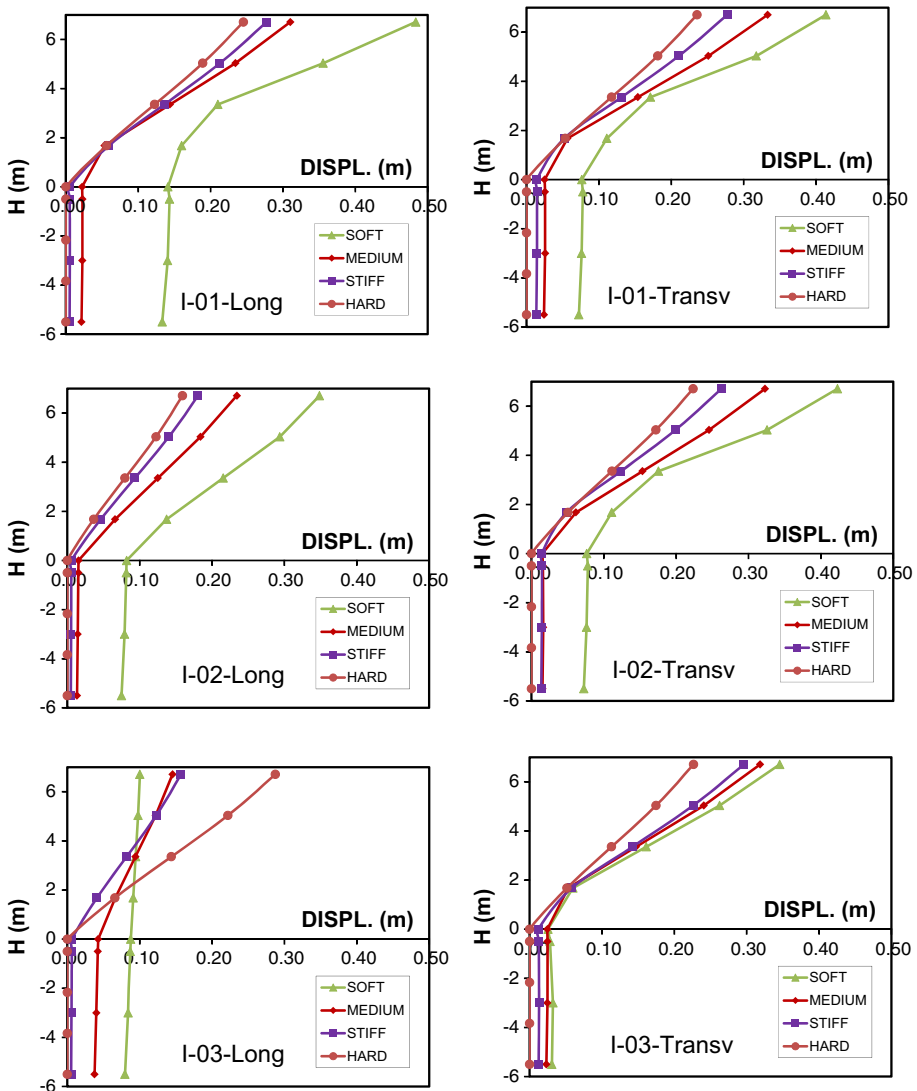 6
4
2
0
-2
-4
-6
H (m)
DISPL. (m)
0.00 0.10 0.20 0.30 0.40 0.50
SOFT
MEDIUM
STIFF
HARD
I-01-Long
6
4
2
0
-2
-4
-6
H (m)
DISPL. (m)
0.00 0.10 0.20 0.30 0.40 0.50
SOFT
MEDIUM
STIFF
HARD
I-01-Transv
6
4
2
0
-2
-4
-6
H (m)
DISPL. (m)
0.00 0.10 0.20 0.30 0.40 0.50
SOFT
MEDIUM
STIFF
HARD
I-02-Long
6
4
2
0
-2
-4
-6
H (m)
DISPL. (m)
0.00 0.10 0.20 0.30 0.40 0.50
SOFT
MEDIUM
STIFF
HARD
I-02-Transv
6
4
2
0
-2
-4
-6
H (m)
DISPL. (m)
0.00 0.10 0.20 0.30 0.40 0.50
SOFT
MEDIUM
STIFF
HARD
I-03-Long
6
4
2
0
-2
-4
-6
H (m)
DISPL. (m)
0.00 0.10 0.20 0.30 0.40 0.50
SOFT
MEDIUM
STIFF
HARD
I-03-Transv